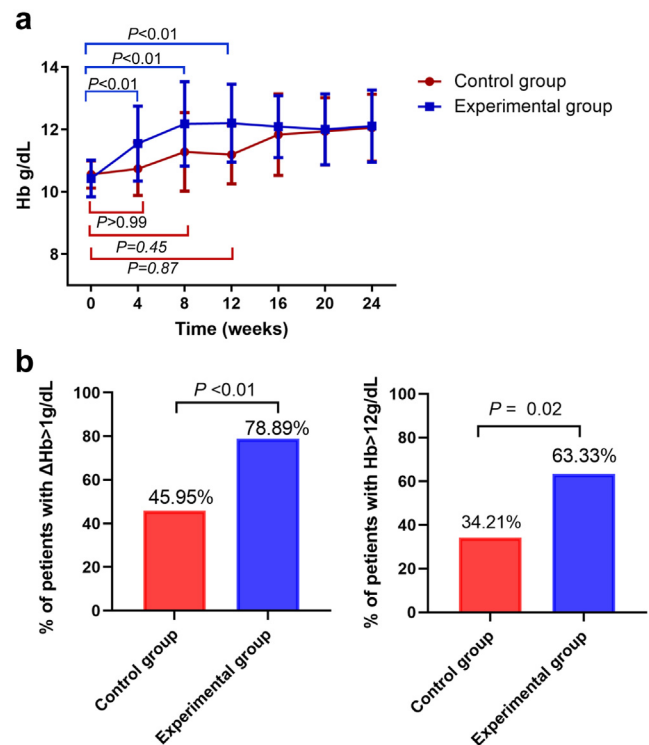 a
P<0.01
P<0.01
P<0.01
14
12
10
8
Hb g/dL
Control group
Experimental group
P>0.99
P=0.45
P=0.87
0 4 8 12 16 20 24
Time (weeks)
b
% of petients with ΔHb>1g/dL
100
80
60
40
20
0
P <0.01
78.89%
45.95%
Control group
Experimental group
% of petients with Hb>12g/dL
100
80
60
40
20
0
P = 0.02
63.33%
34.21%
Control group
Experimental group